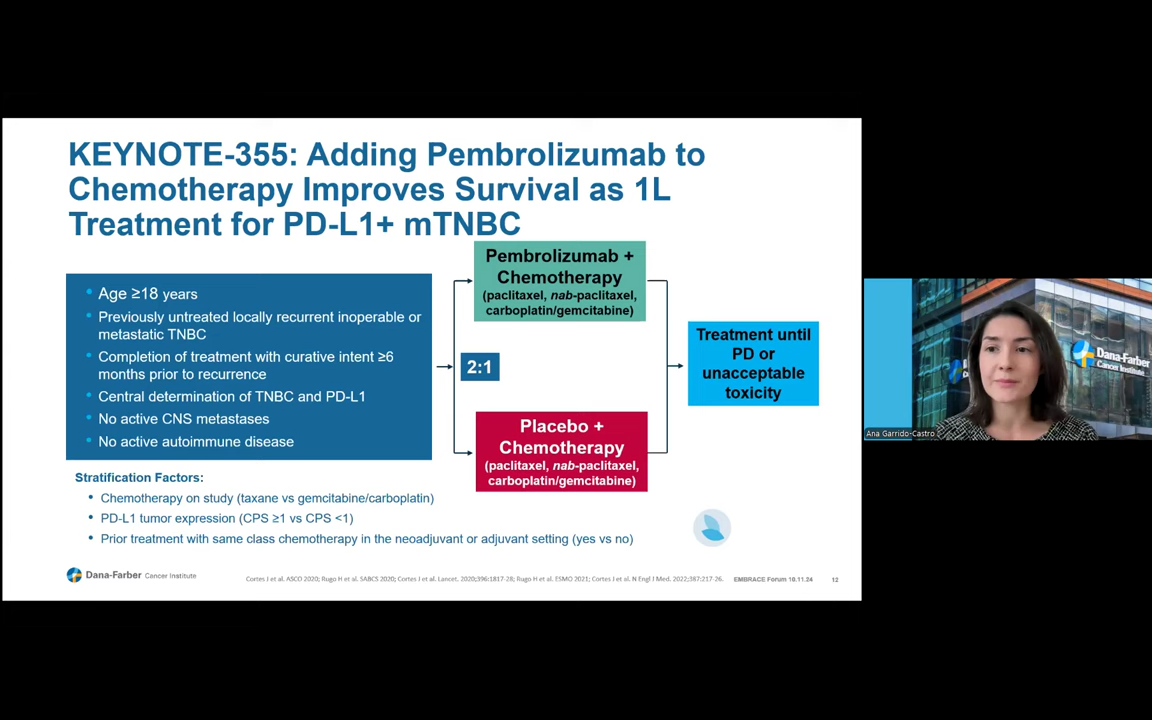 KEYNOTE-355: Adding Pembrolizumab to
Chemotherapy Improves Survival as 1L
Treatment for PD-L1+ mTNBC
• Age ≥18 years
• Previously untreated locally recurrent inoperable or
metastatic TNBC
• Completion of treatment with curative intent ≥6
months prior to recurrence
• Central determination of TNBC and PD-L1
• No active CNS metastases
• No active autoimmune disease
2:1
Pembrolizumab +
Chemotherapy
(paclitaxel, nab-paclitaxel,
carboplatin/gemcitabine)
Placebo +
Chemotherapy
(paclitaxel, nab-paclitaxel,
carboplatin/gemcitabine)
Treatment until
PD or
unacceptable
toxicity
Stratification Factors:
• Chemotherapy on study (taxane vs gemcitabine/carboplatin)
• PD-L1 tumor expression (CPS ≥1 vs CPS <1)
• Prior treatment with same class chemotherapy in the neoadjuvant or adjuvant setting (yes vs no)
Dana-Farber Cancer Institute
Cortes J et al. ASCO 2020; Rugo H et al. SABCS 2020; Cortes J et al. Lancet. 2020;396:1817-28; Rugo H et al. ESMO 2021; Cortes J et al. N Engl J Med. 2022;387:217-26.
EMBRACE Forum 10.11.24
12
Dana-Farber
Cancer Institute
Ana Garrido-Castro